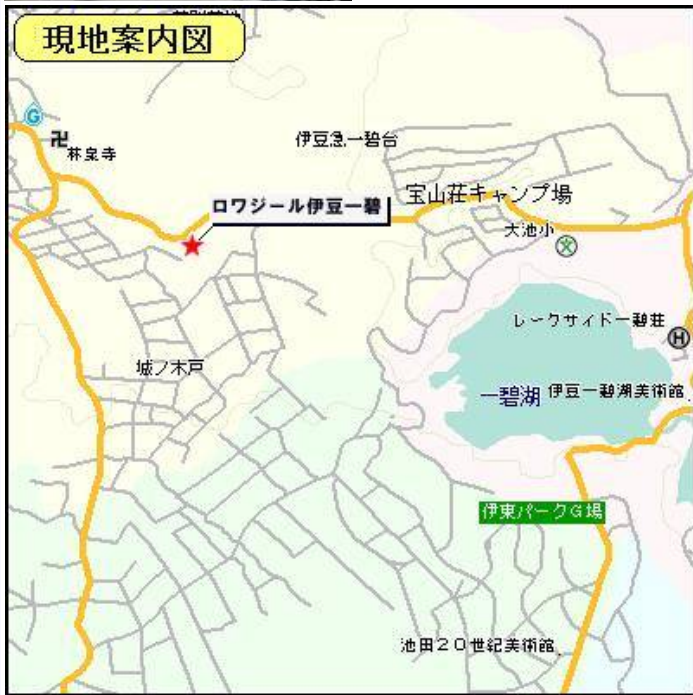 現地案内図
G
林泉寺
伊豆急一碧台
ロワジール伊豆一碧
宝山荘キャンプ場
大池小
文
レークサイド一碧荘
H
城ノ木戸
一碧湖
伊豆一碧湖美術館
伊東パークG場
池田20世紀美術館